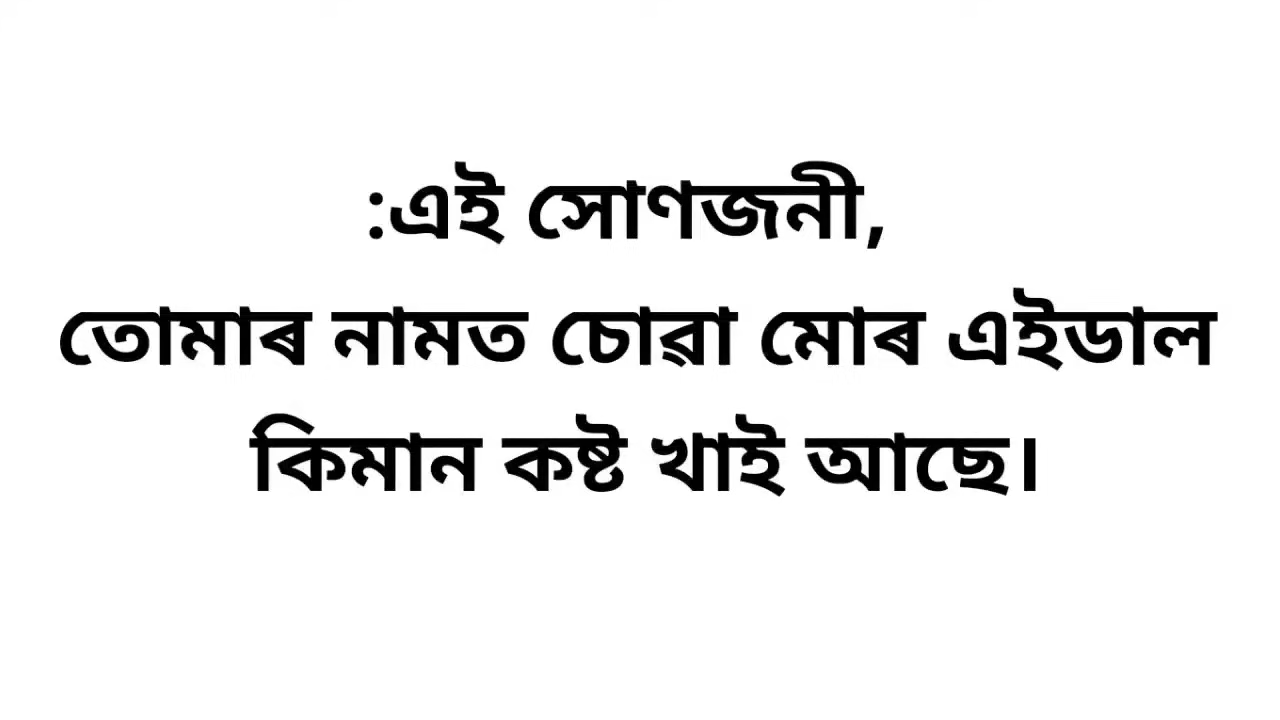 :এই সোণজনী,
তোমাৰ নামত চোৱা মোৰ এইডাল
কিমান কষ্ট খাই আছে।